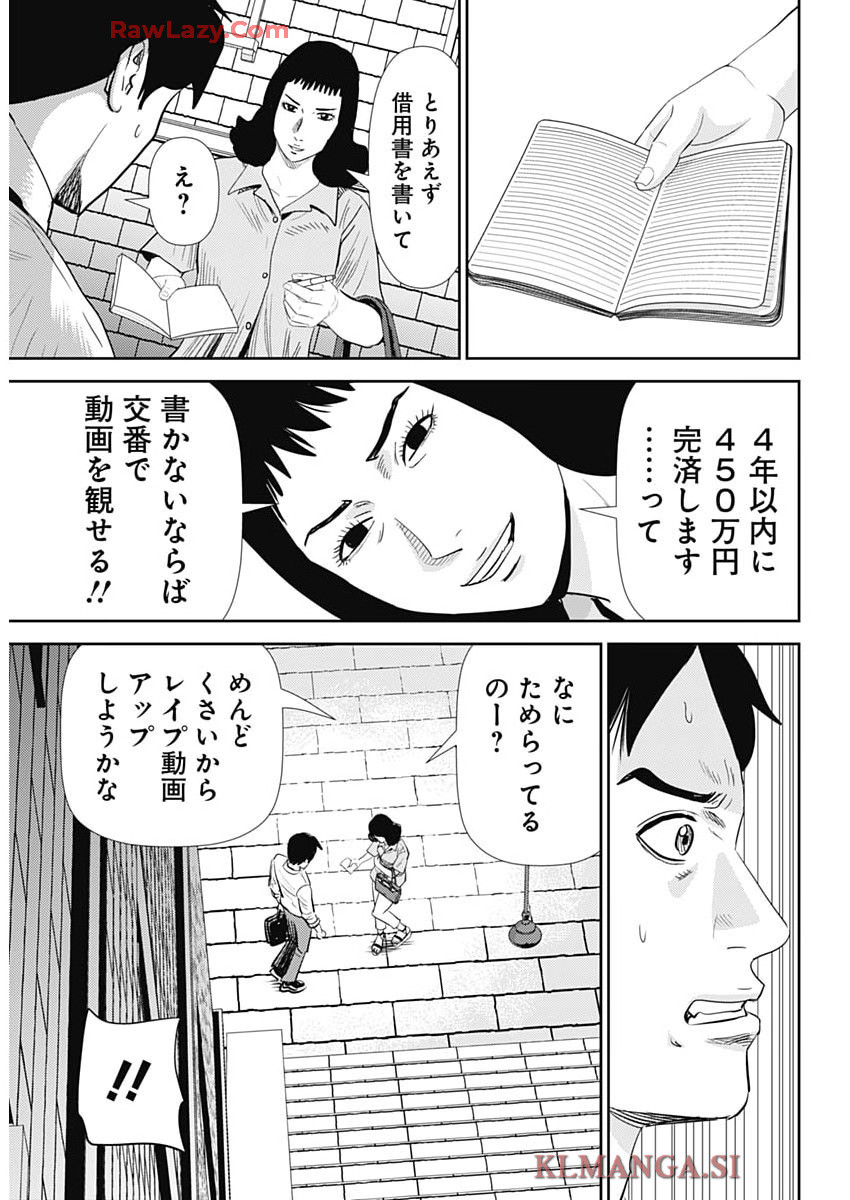 RawLazy.Com
とりあえず
借用書を書いて
え?
4年以内に
450万円
完済します
……って
書かないならば
交番で
動画を観せる!!
なに
ためらってる
のー?
めんど
くさいから
レイプ動画
アップ
しようかな
!!
KLMANGA.SI